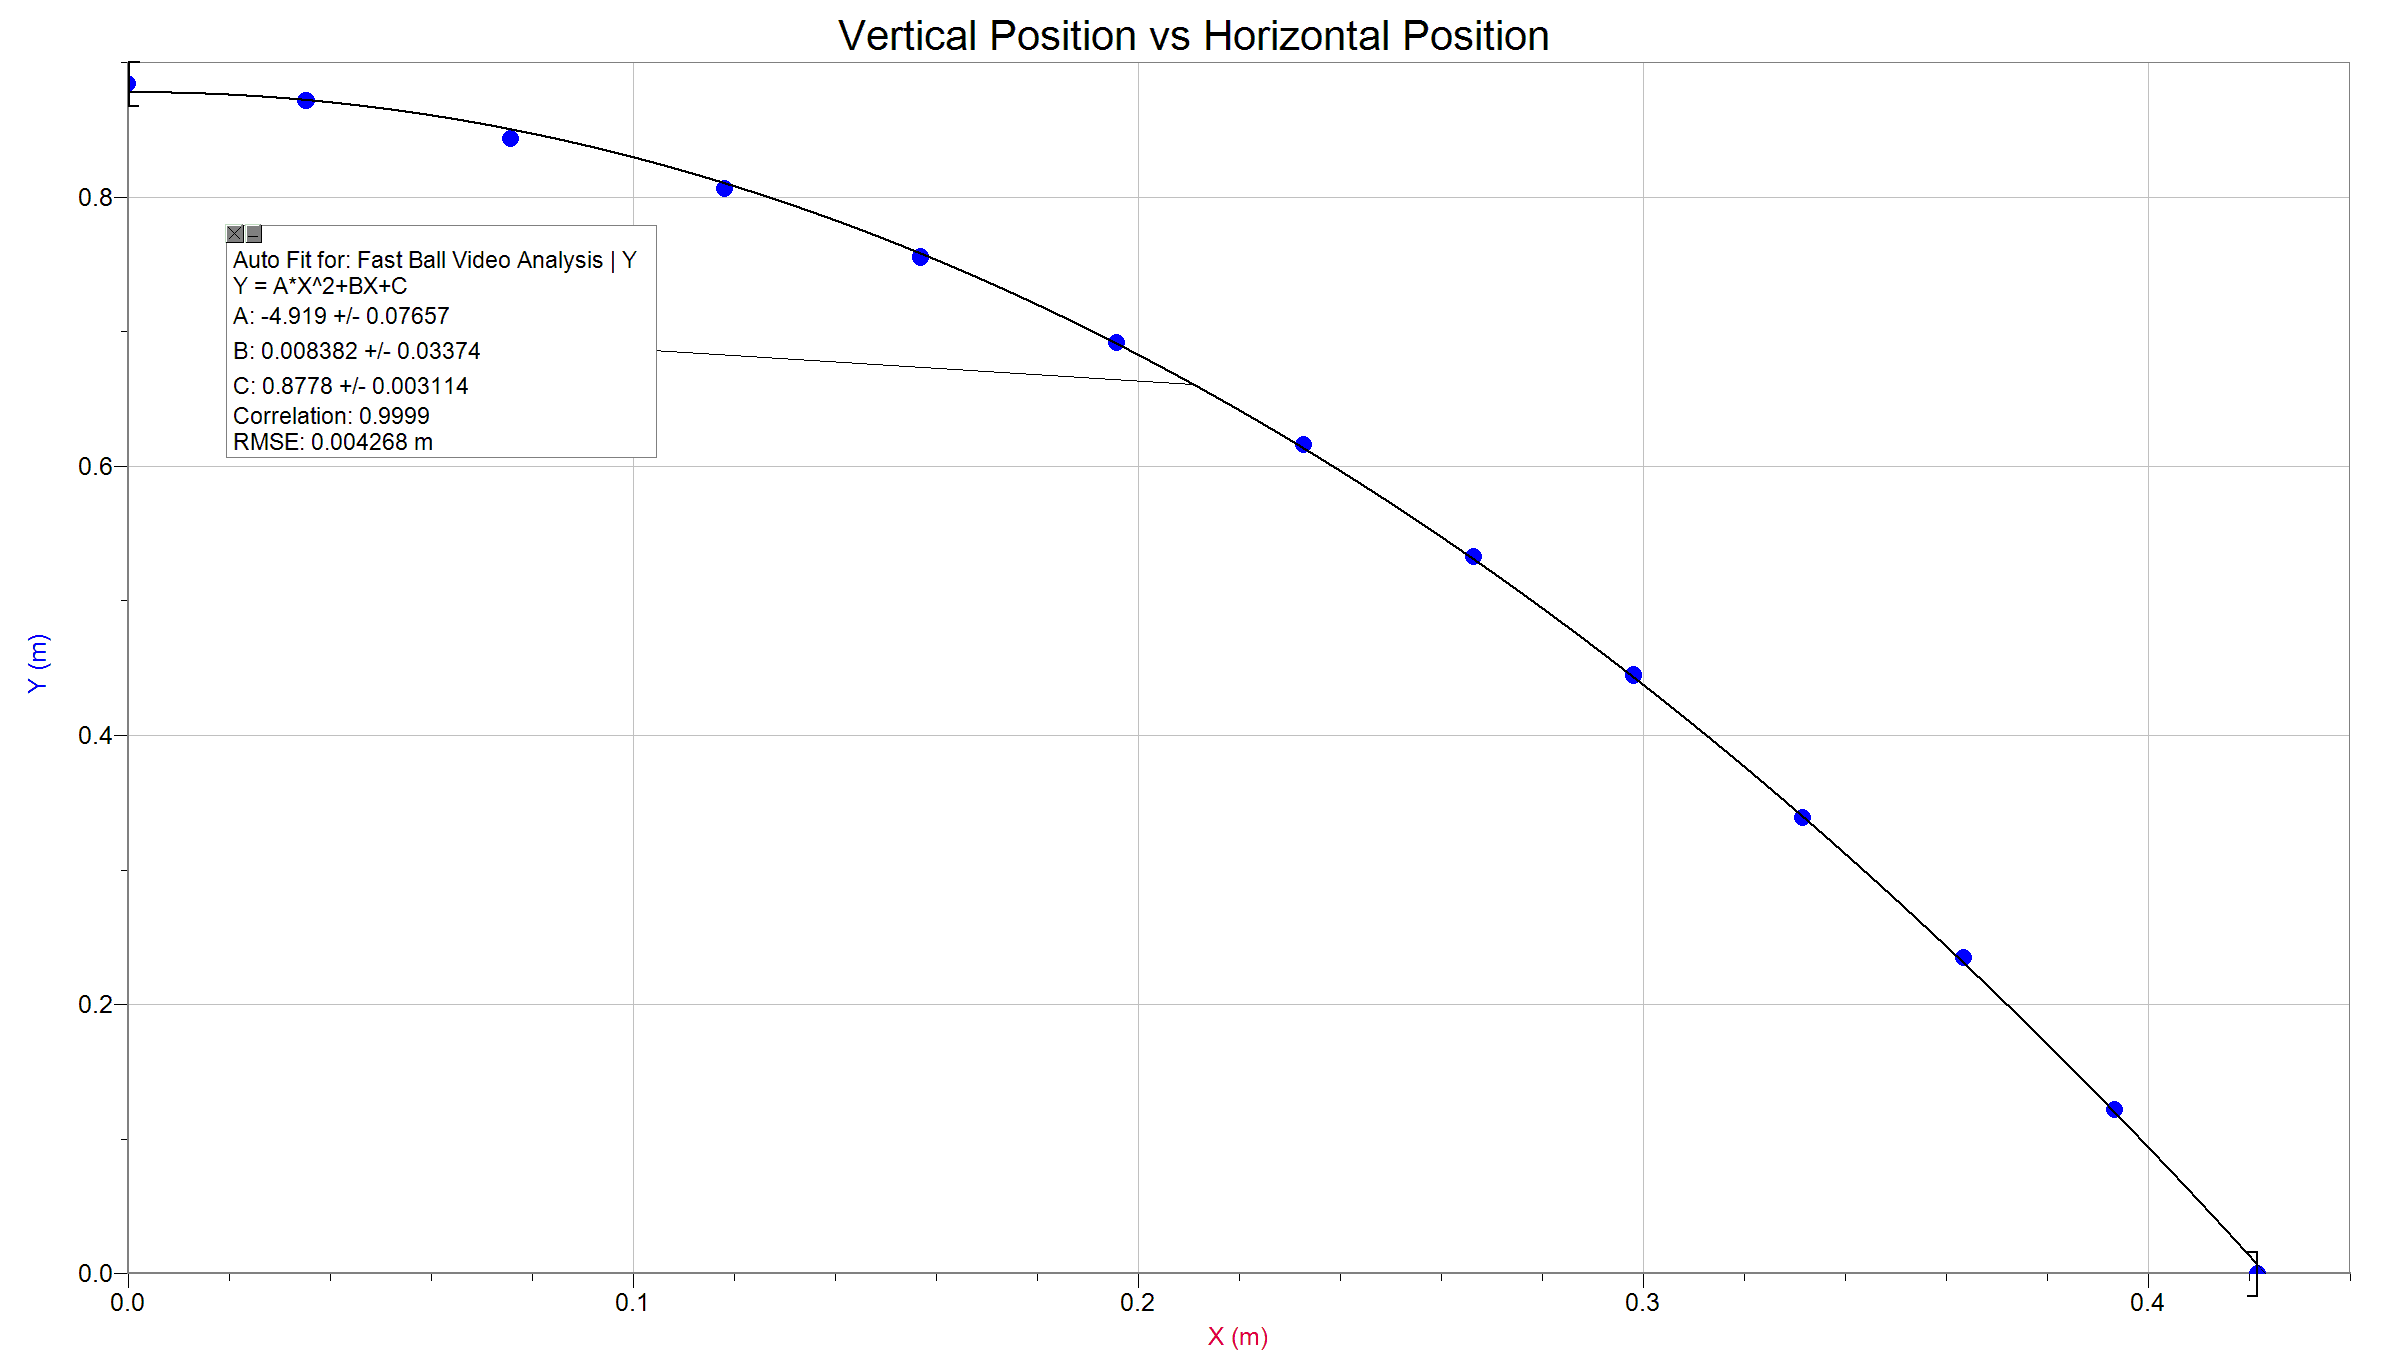 Vertical Position vs Horizontal Position
0.8
Auto Fit for: Fast Ball Video Analysis | Y
Y = A*X^2+BX+C
A: -4.919 +/- 0.07657
B: 0.008382 +/- 0.03374
C: 0.8778 +/- 0.003114
Correlation: 0.9999
RMSE: 0.004268 m
0.6
Y (m)
0.4
0.2
0.0
0.0 0.1 0.2 0.3 0.4
X (m)